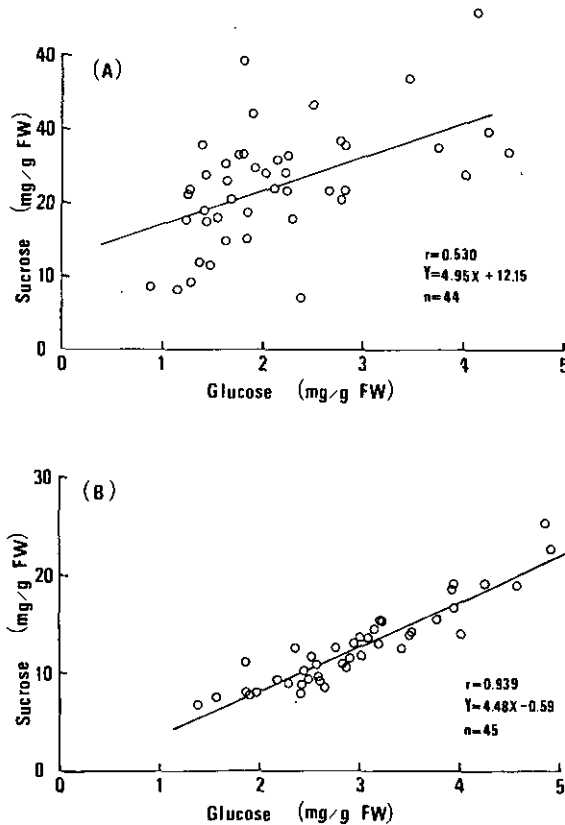 (A)
40
40
20
10
0
Sucrose (mg/g FW)
r=0.530
Y=4.95X+12.15
n=44
0 1 2 3 4 5
Glucose (mg/g FW)
(B)
30
20
10
0
Sucrose (mg/g FW)
r=0.939
Y=4.48X-0.59
n=45
0 1 2 3 4 5
Glucose (mg/g FW)